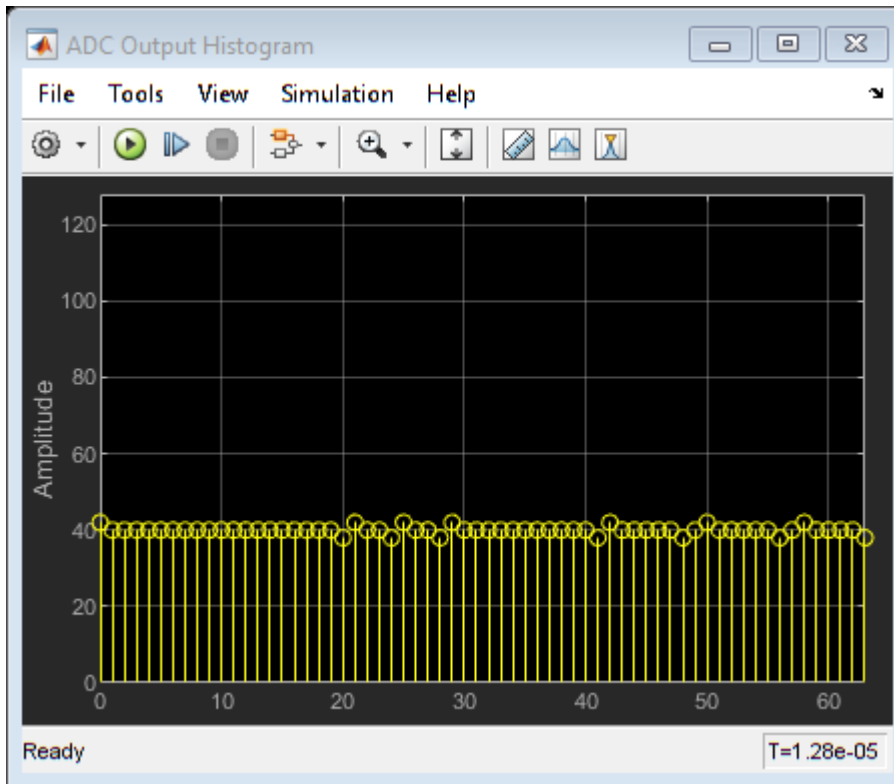 ADC Output Histogram
File Tools View Simulation Help
120
100
80
60
40
20
0
Amplitude
0 10 20 30 40 50 60
Ready T=1.28e-05